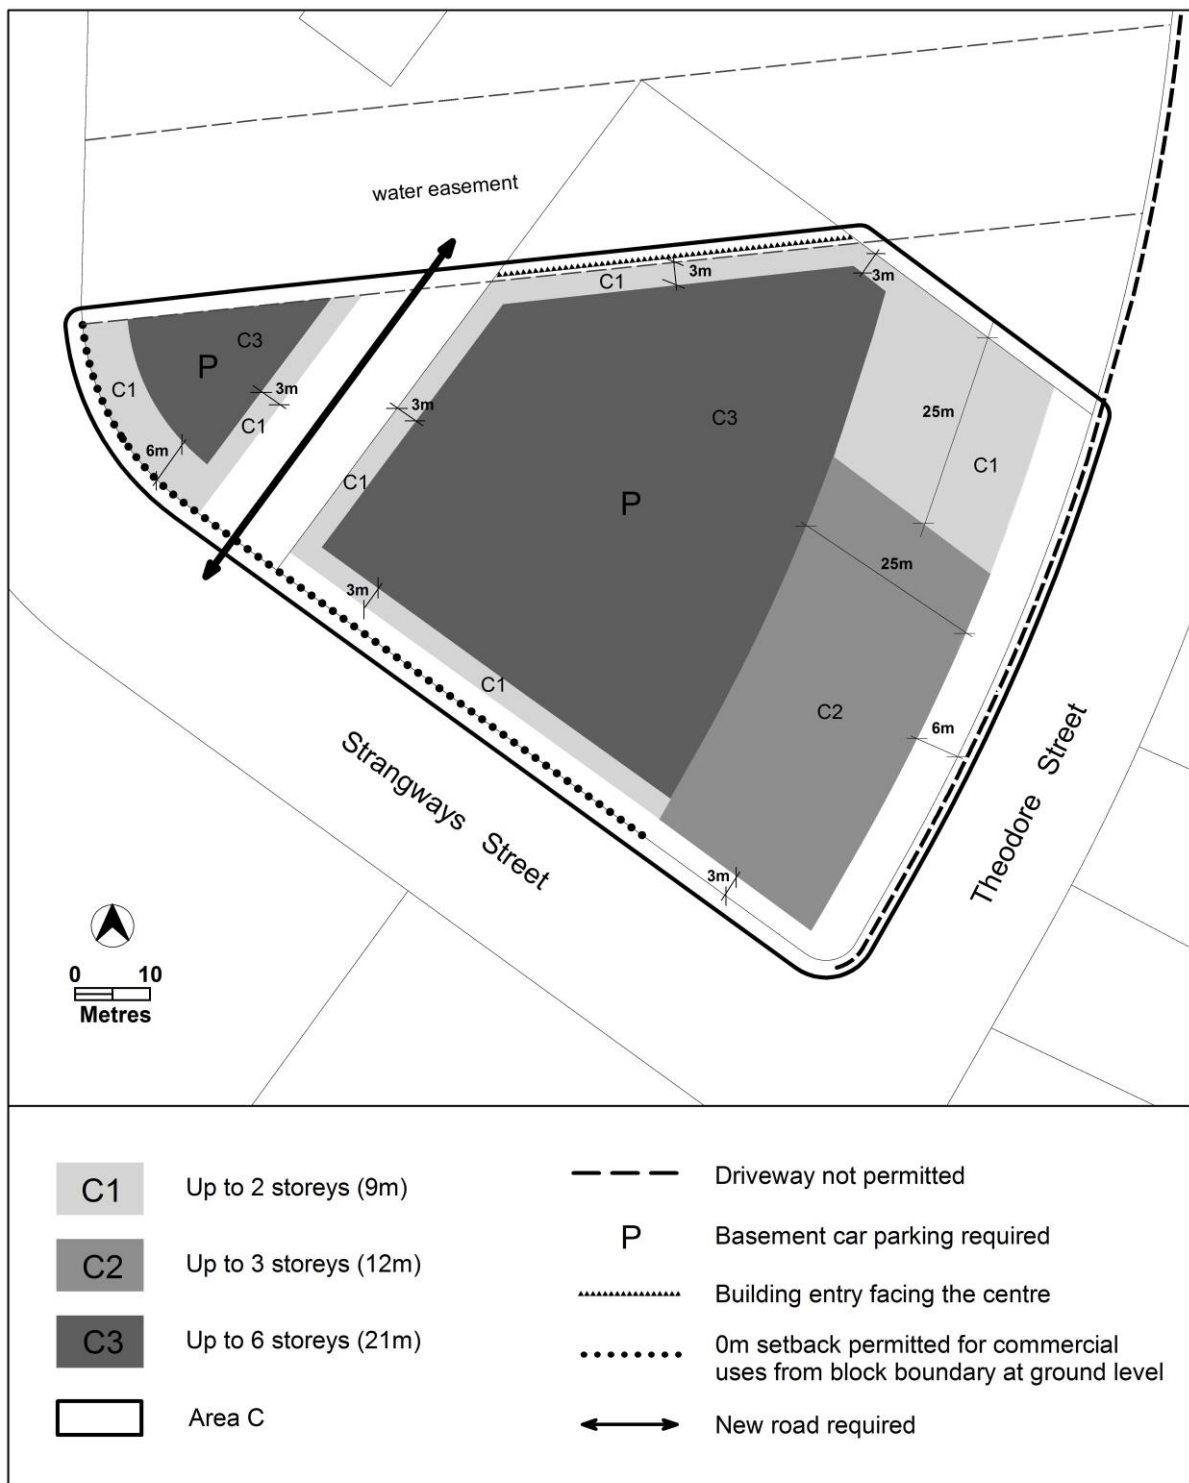 water easement
3m
C1
3m
C3
P
C1
3m
C1
6m
3m
C3
25m
C1
C1
P
25m
3m
C1
C2
6m
Strangways Street
Theodore Street
3m
0 10
Metres
C1 Up to 2 storeys (9m)
C2 Up to 3 storeys (12m)
C3 Up to 6 storeys (21m)
Area C
Driveway not permitted
P Basement car parking required
Building entry facing the centre
0m setback permitted for commercial
uses from block boundary at ground level
New road required